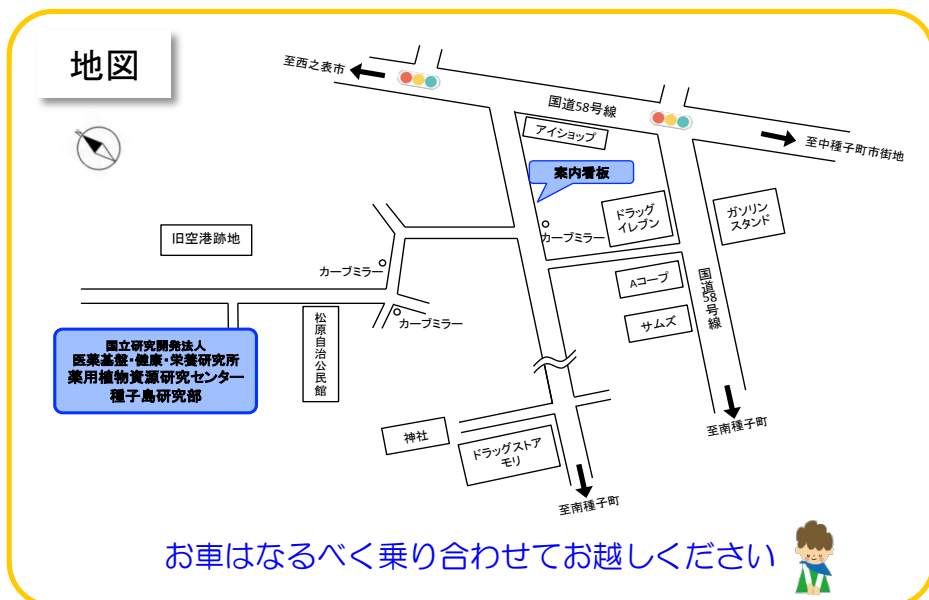 地図
至西之表市
国道58号線
至中種子町市街地
アイショップ
案内看板
ドラッグ
イレブン
ガソリン
スタンド
カーブミラー
旧空港跡地
カーブミラー
Aコープ
国道58号線
サムズ
カーブミラー
松原自治公民館
国立研究開発法人
医薬基盤・健康・栄養研究所
薬用植物資源研究センター
種子島研究部
神社
ドラッグストア
モリ
至南種子町
至南種子町
お車はなるべく乗り合わせてお越しください